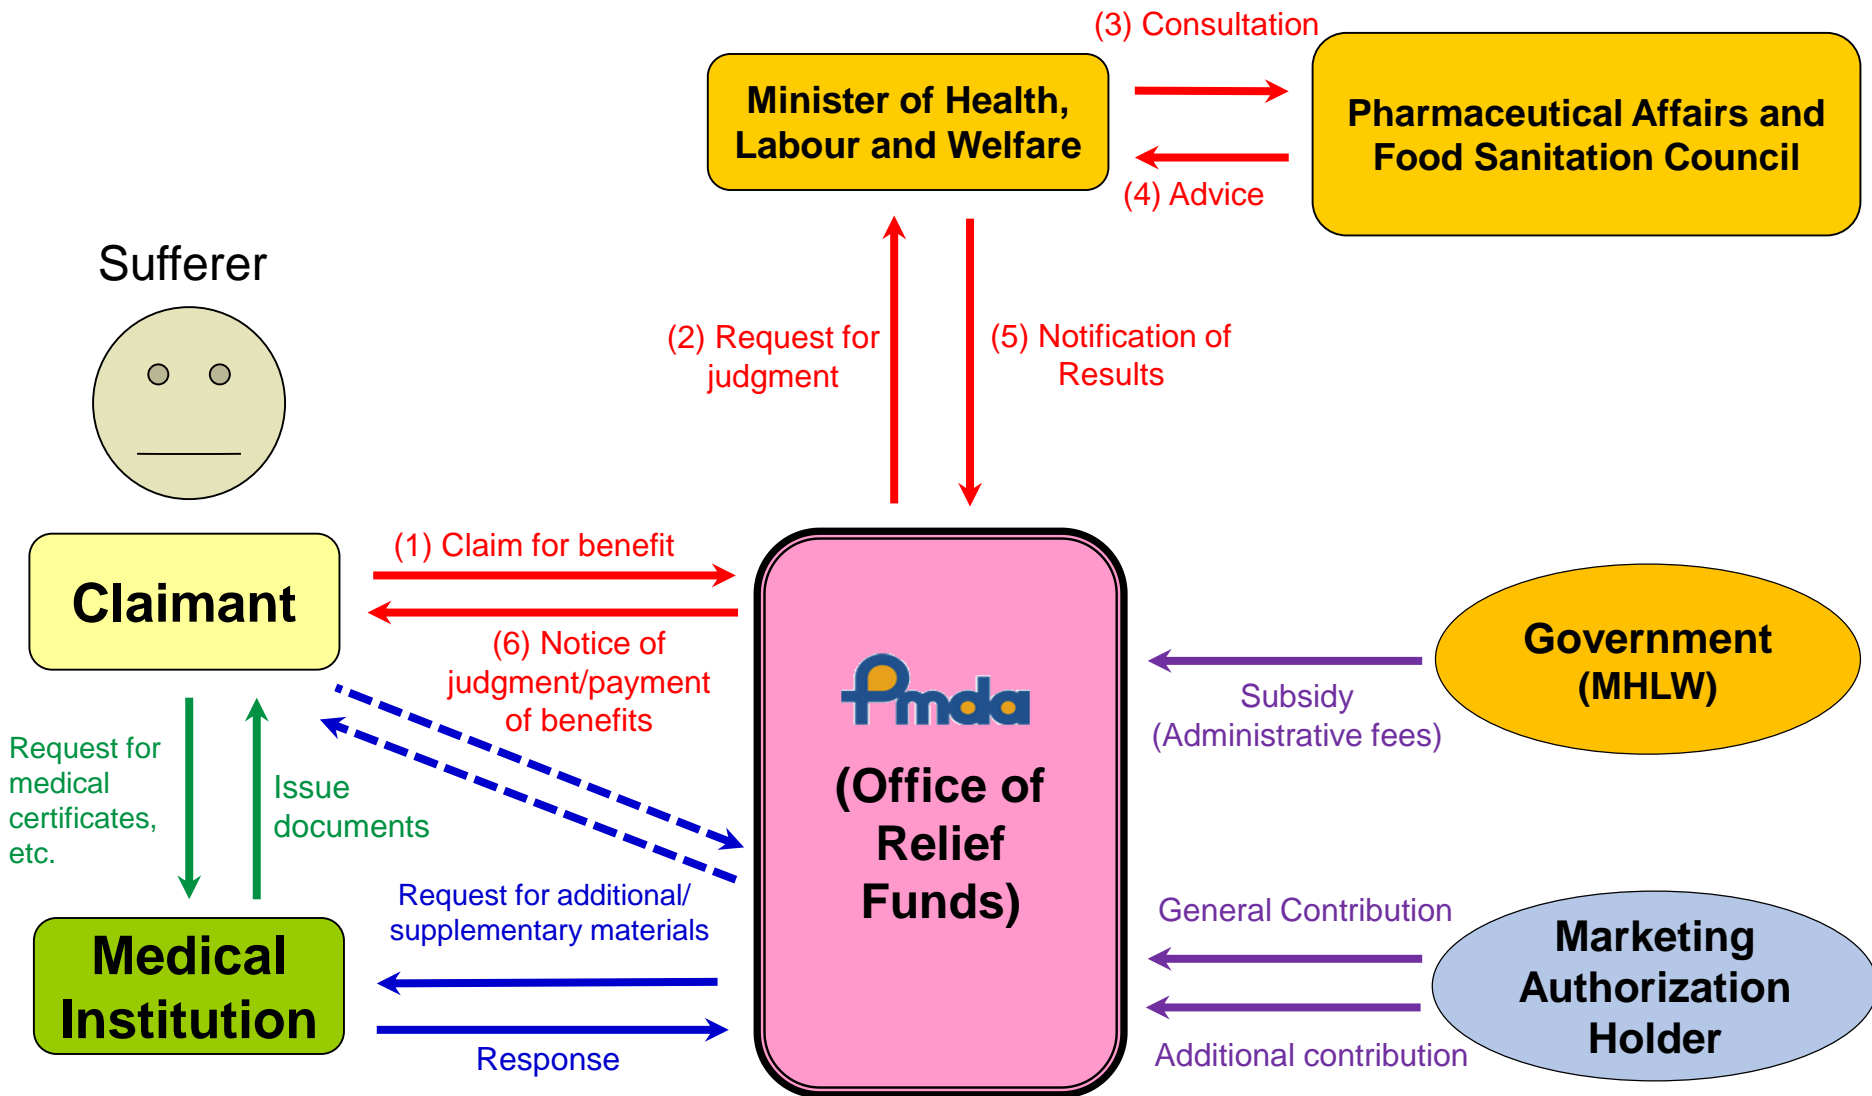 (3) Consultation
Minister of Health,
Labour and Welfare
Pharmaceutical Affairs and
Food Sanitation Council
(4) Advice
Sufferer
(2) Request for
judgment
(5) Notification of
Results
(1) Claim for benefit
Claimant
(6) Notice of
judgment/payment
of benefits
Pmda
(Office of
Relief
Funds)
Government
(MHLW)
Subsidy
(Administrative fees)
Request for
medical
certificates,
etc.
Issue
documents
Request for additional/
supplementary materials
Medical
Institution
Response
General Contribution
Marketing
Authorization
Holder
Additional contribution